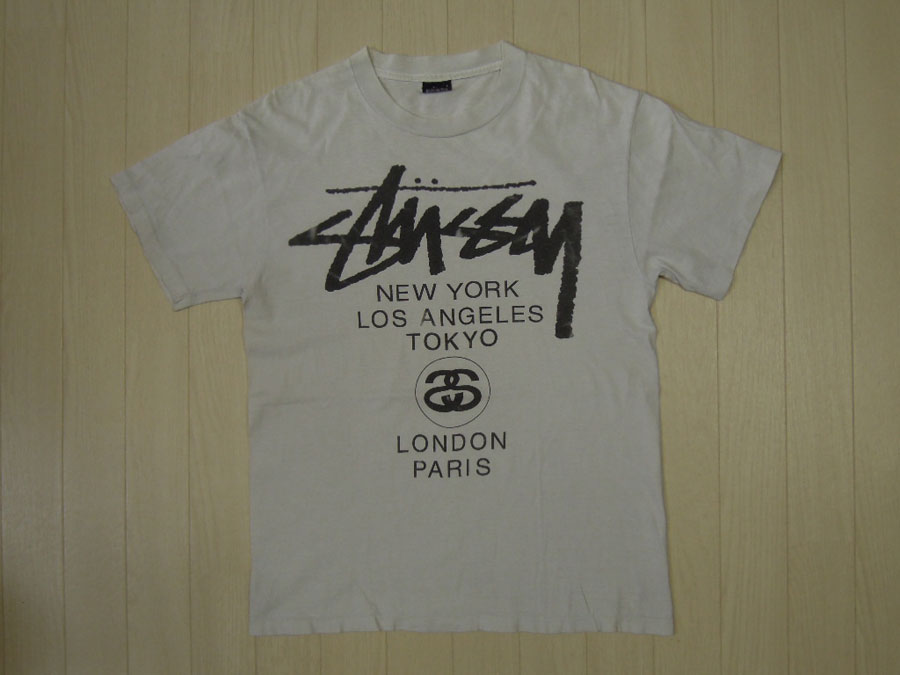 Stüssy
NEW YORK
LOS ANGELES
TOKYO
LONDON
PARIS